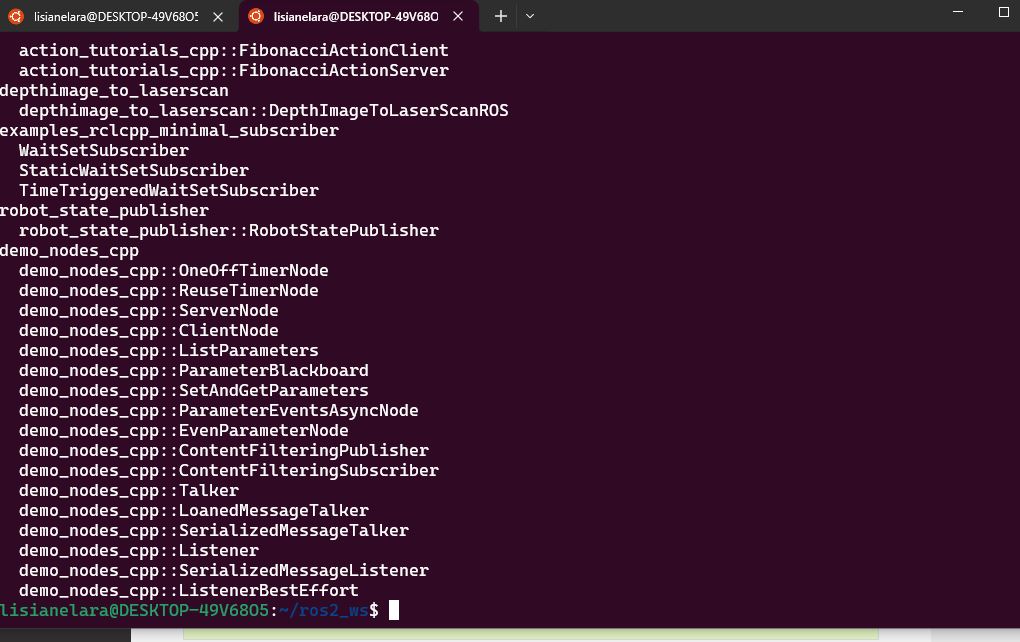 lisianelara@DESKTOP-49V68O5
lisianelara@DESKTOP-49V68O
action_tutorials_cpp::FibonacciActionClient
action_tutorials_cpp::FibonacciActionServer
depthimage_to_laserscan
depthimage_to_laserscan::DepthImageToLaserScanROS
examples_rclcpp_minimal_subscriber
WaitSetSubscriber
StaticWaitSetSubscriber
TimeTriggeredWaitSetSubscriber
robot_state_publisher
robot_state_publisher::RobotStatePublisher
demo_nodes_cpp
demo_nodes_cpp::OneOffTimerNode
demo_nodes_cpp::ReuseTimerNode
demo_nodes_cpp::ServerNode
demo_nodes_cpp::ClientNode
demo_nodes_cpp::ListParameters
demo_nodes_cpp::ParameterBlackboard
demo_nodes_cpp::SetAndGetParameters
demo_nodes_cpp::ParameterEventsAsyncNode
demo_nodes_cpp::EvenParameterNode
demo_nodes_cpp::ContentFilteringPublisher
demo_nodes_cpp::ContentFilteringSubscriber
demo_nodes_cpp::Talker
demo_nodes_cpp::LoanedMessageTalker
demo_nodes_cpp::SerializedMessageTalker
demo_nodes_cpp::Listener
demo_nodes_cpp::SerializedMessageListener
demo_nodes_cpp::ListenerBestEffort
lisianelara@DESKTOP-49V68O5:~/ros2_ws$